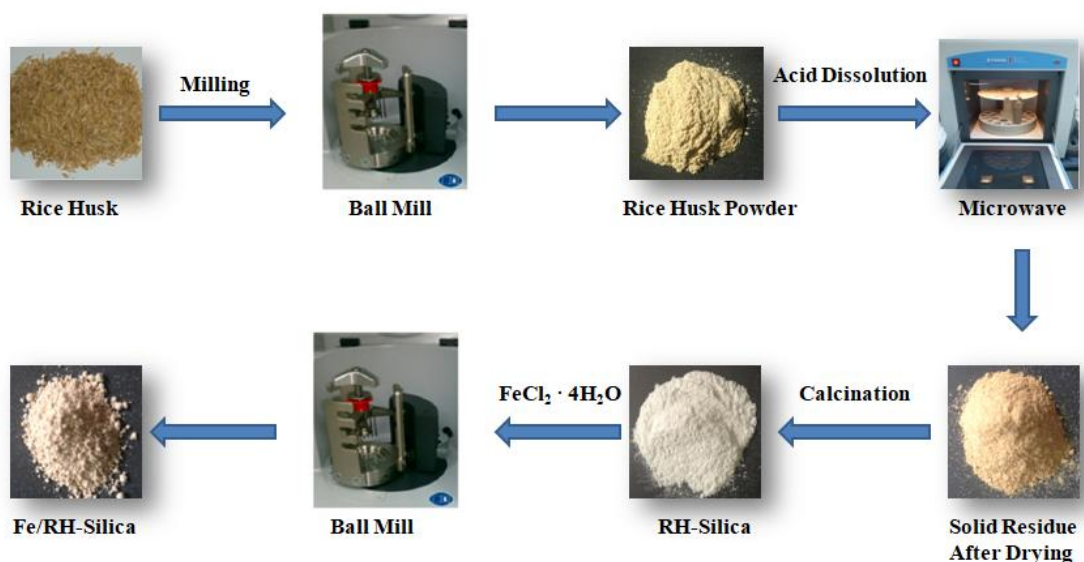 Milling
Acid Dissolution
Rice Husk
Ball Mill
Rice Husk Powder
Microwave
FeCl₂ · 4H₂O
Calcination
Fe/RH-Silica
Ball Mill
RH-Silica
Solid Residue
After Drying